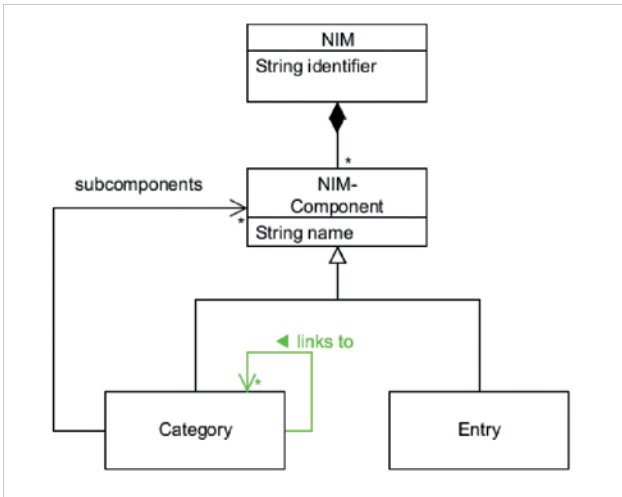 NIM
String identifier
*
subcomponents
NIM-
Component
*
String name
◄ links to
*
Category
Entry